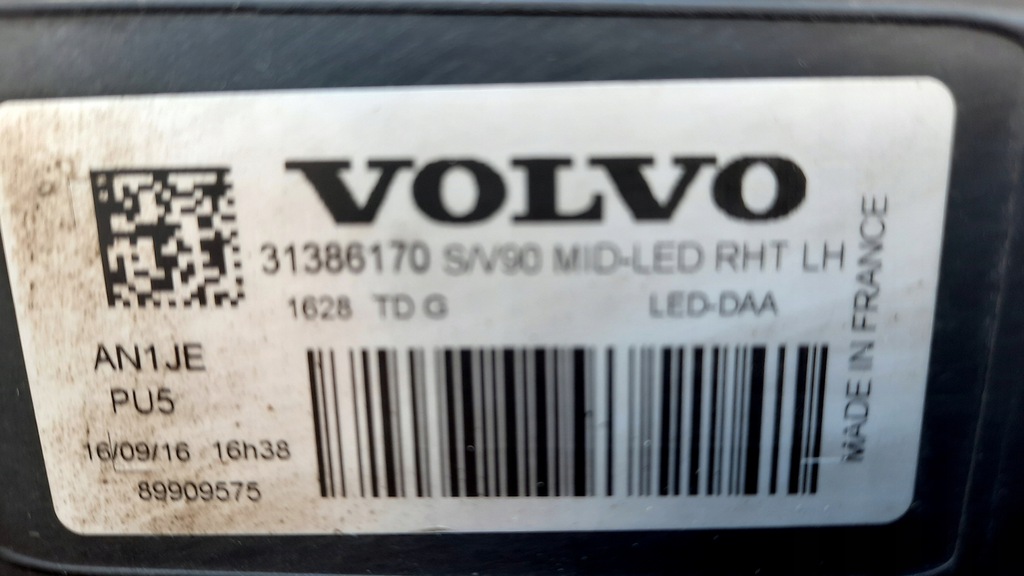 VOLVO
31386170 S/V90 MID-LED RHT LH
1628 TD G LED-DAA
AN1JE
PU5
16/09/16 16h38
89909575
MADE IN FRANCE